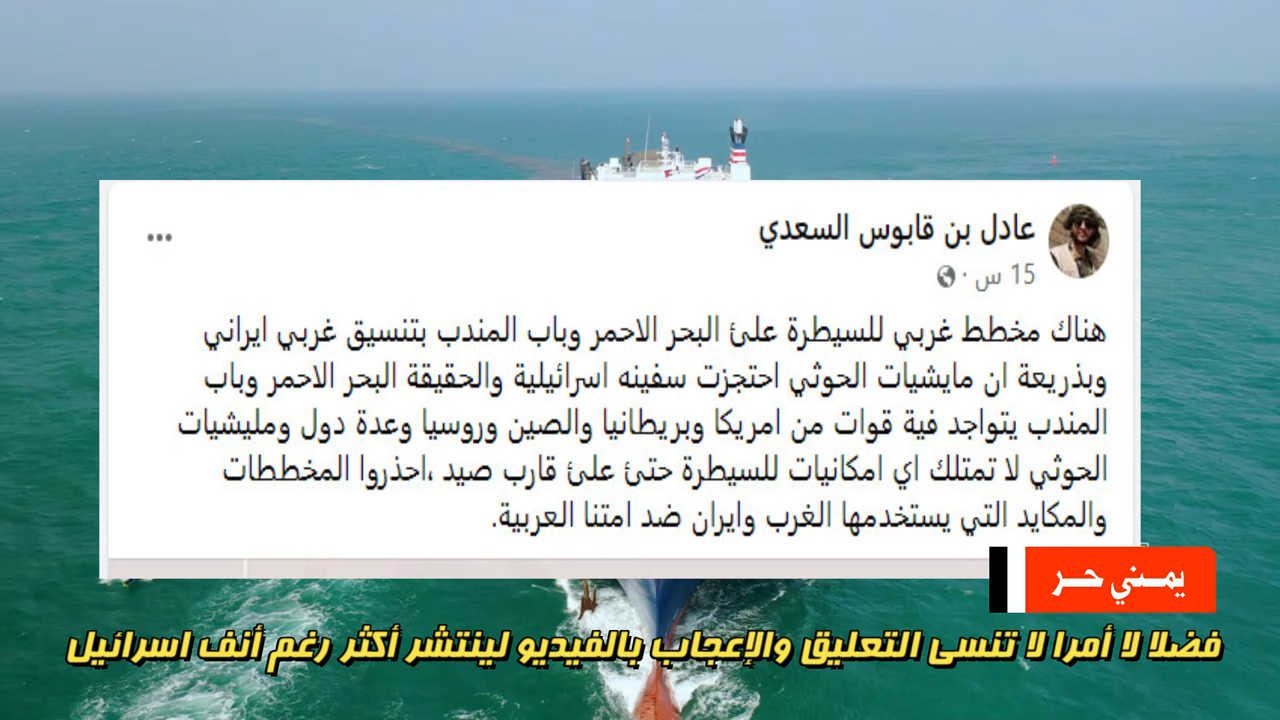 عادل بن قابوس السعدي
15 س ·
هناك مخطط غربي للسيطرة علئ البحر الاحمر وباب المندب بتنسيق غربي ايراني
وبذريعة ان مايشيات الحوثي احتجزت سفينه اسرائيلية والحقيقة البحر الاحمر وباب
المندب يتواجد فية قوات من امريكا وبريطانيا والصين وروسيا وعدة دول ومليشيات
الحوثي لا تمتلك اي امكانيات للسيطرة حتئ علئ قارب صيد ،احذروا المخططات
والمكايد التي يستخدمها الغرب وايران ضد امتنا العربية.
يمني حر
فضلا لا أمرا لا تنسى التعليق والإعجاب بالفيديو لينتشر أكثر رغم أنف اسرائيل